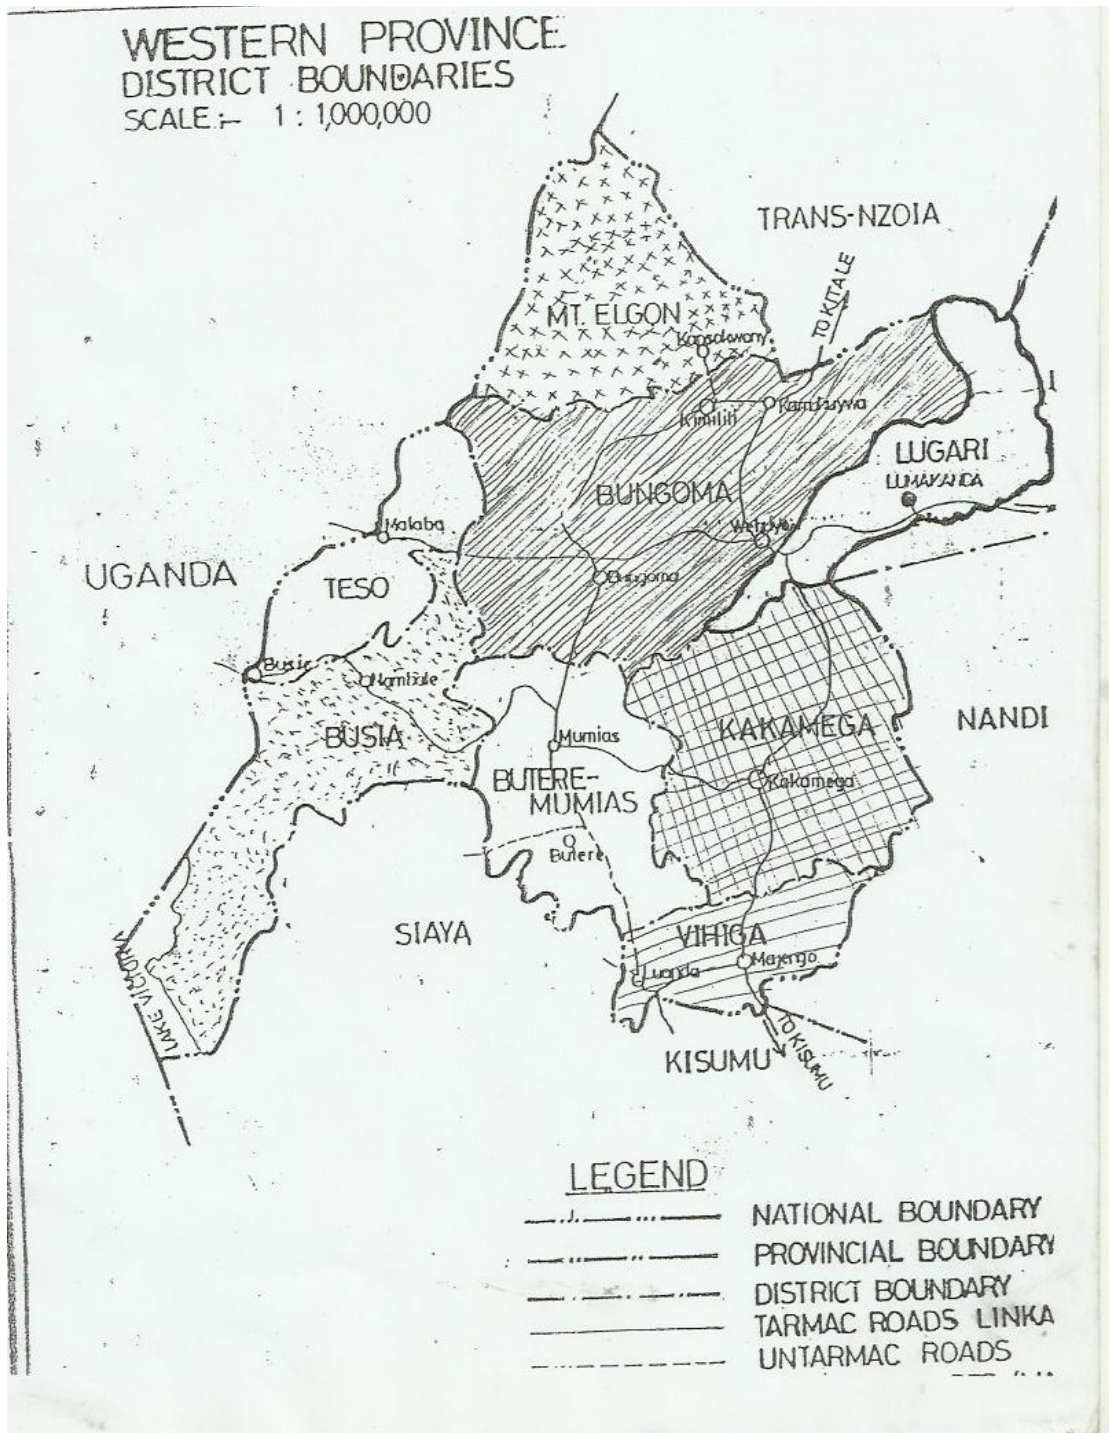 WESTERN PROVINCE
DISTRICT BOUNDARIES
SCALE:- 1 : 1,000,000
TRANS-NZOIA
TO KITALE
MT. ELGON
Kapsokwony
Kimilili
Kamukuywa
LUGARI
LUMAKANDA
BUNGOMA
Malaba
Webuye
UGANDA
TESO
Bungoma
Busia
Nambale
BUSIA
Mumias
KAKAMEGA
NANDI
BUTERE-
MUMIAS
Kakamega
Butere
SIAYA
VIHIGA
Luanda
Majengo
LAKE VICTORIA
KISUMU
TO KISUMU
LEGEND
NATIONAL BOUNDARY
PROVINCIAL BOUNDARY
DISTRICT BOUNDARY
TARMAC ROADS LINKA
UNTARMAC ROADS